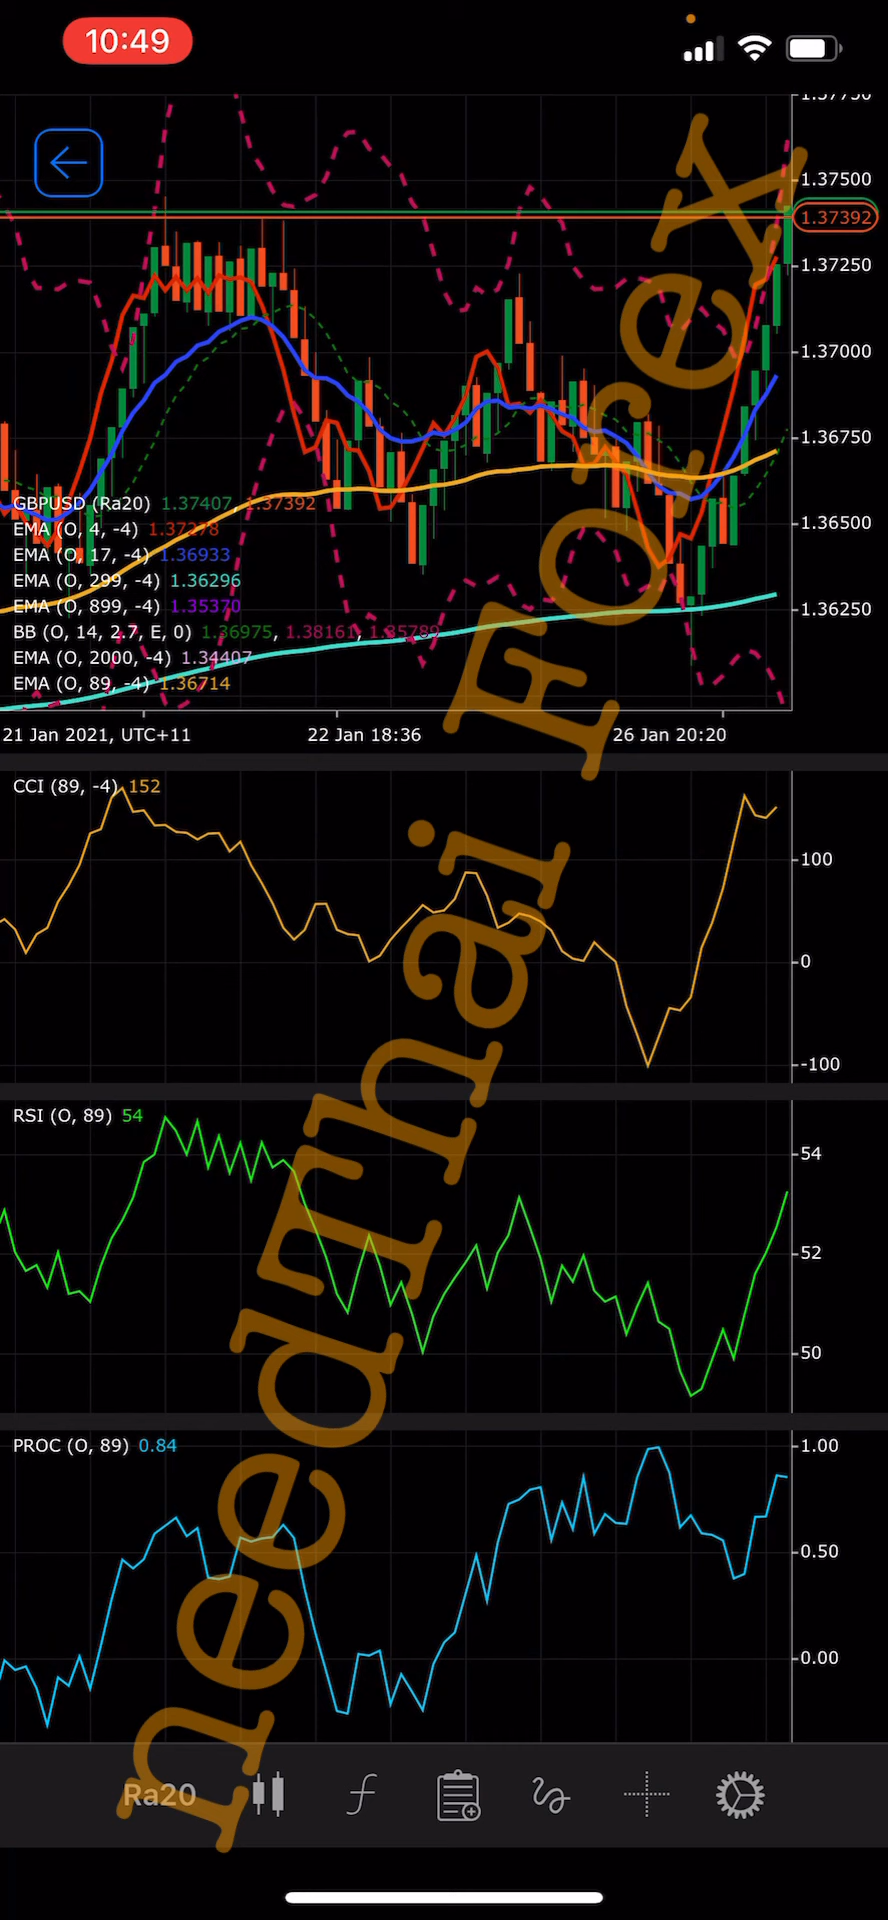 10:49
1.37750
1.37500
1.37392
1.37250
1.37000
1.36750
1.36500
1.36250
GBPUSD (Ra20) 1.37407, 1.37392
EMA (O, 4, -4) 1.37278
EMA (O, 17, -4) 1.36933
EMA (O, 299, -4) 1.36296
EMA (O, 899, -4) 1.35370
BB (O, 14, 2.7, E, 0) 1.36975, 1.38161, 1.35789
EMA (O, 2000, -4) 1.34407
EMA (O, 89, -4) 1.36714
21 Jan 2021, UTC+11 22 Jan 18:36 26 Jan 20:20
CCI (89, -4) 152
100
0
-100
RSI (O, 89) 54
54
52
50
PROC (O, 89) 0.84
1.00
0.50
0.00
needThai Forex
Ra20